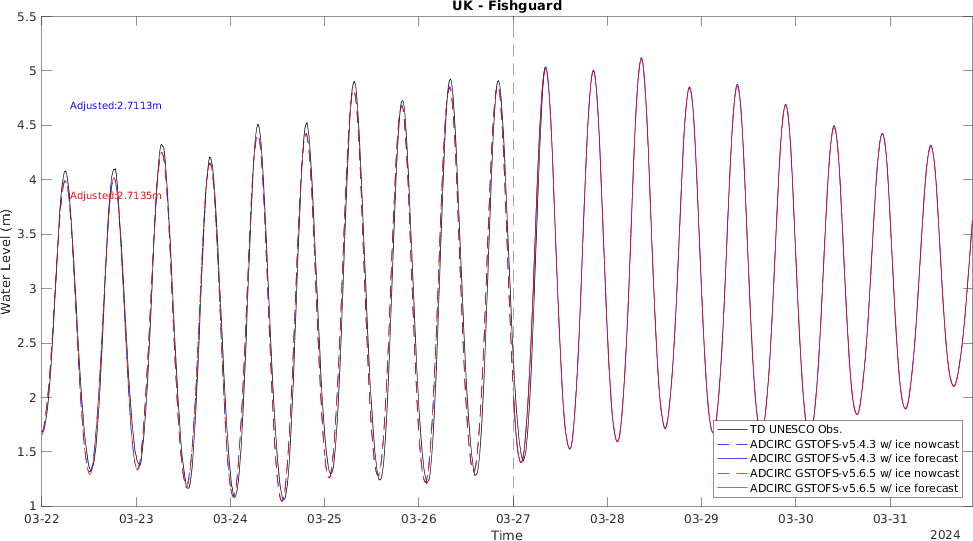 UK - Fishguard
5.5
5
4.5
4
3.5
3
2.5
2
1.5
1
Water Level (m)
Adjusted:2.7113m
Adjusted:2.7135m
TD UNESCO Obs.
ADCIRC GSTOFS-v5.4.3 w/ ice nowcast
ADCIRC GSTOFS-v5.4.3 w/ ice forecast
ADCIRC GSTOFS-v5.6.5 w/ ice nowcast
ADCIRC GSTOFS-v5.6.5 w/ ice forecast
03-22 03-23 03-24 03-25 03-26 03-27 03-28 03-29 03-30 03-31
Time
2024